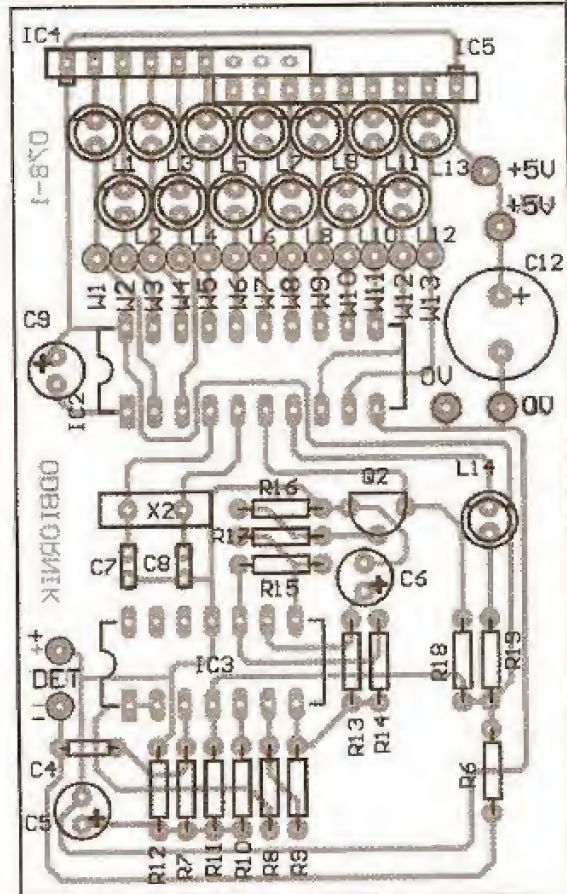 IC4
IC5
078-1
L1 L3 L5 L7 L9 L11 L13
+5V
+5V
L2 L4 L6 L8 L10 L12
C12
+
W1 W2 W3 W4 W5 W6 W7 W8 W9 W10 W11 W12 W13
C9
+
IC2
0V
0V
ODBIORNIK
Q2
L14
R16
X2
R17
C7
C8
R15
C6
+
IC3
+
DET
R13
R14
R18
R19
C4
R6
C5
+
R12 R7 R11 R10 R8 R9